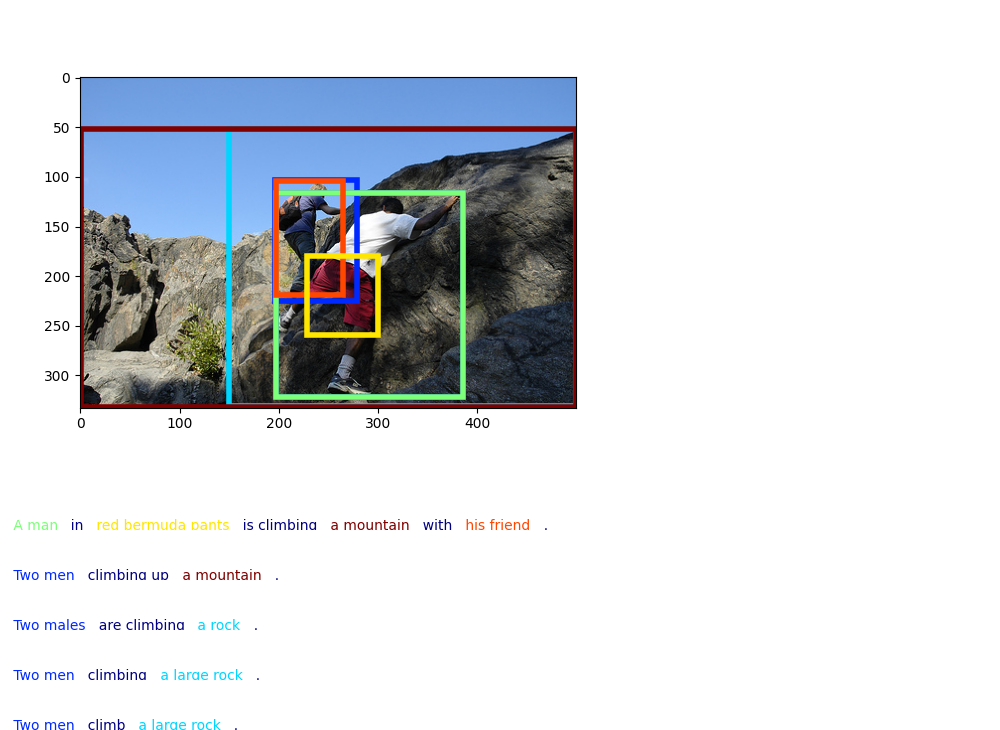 0
50
100
150
200
250
300
0 100 200 300 400
A man in red bermuda pants is climbing a mountain with his friend .
Two men climbing up a mountain .
Two males are climbing a rock .
Two men climbing a large rock .
Two men climb a large rock .